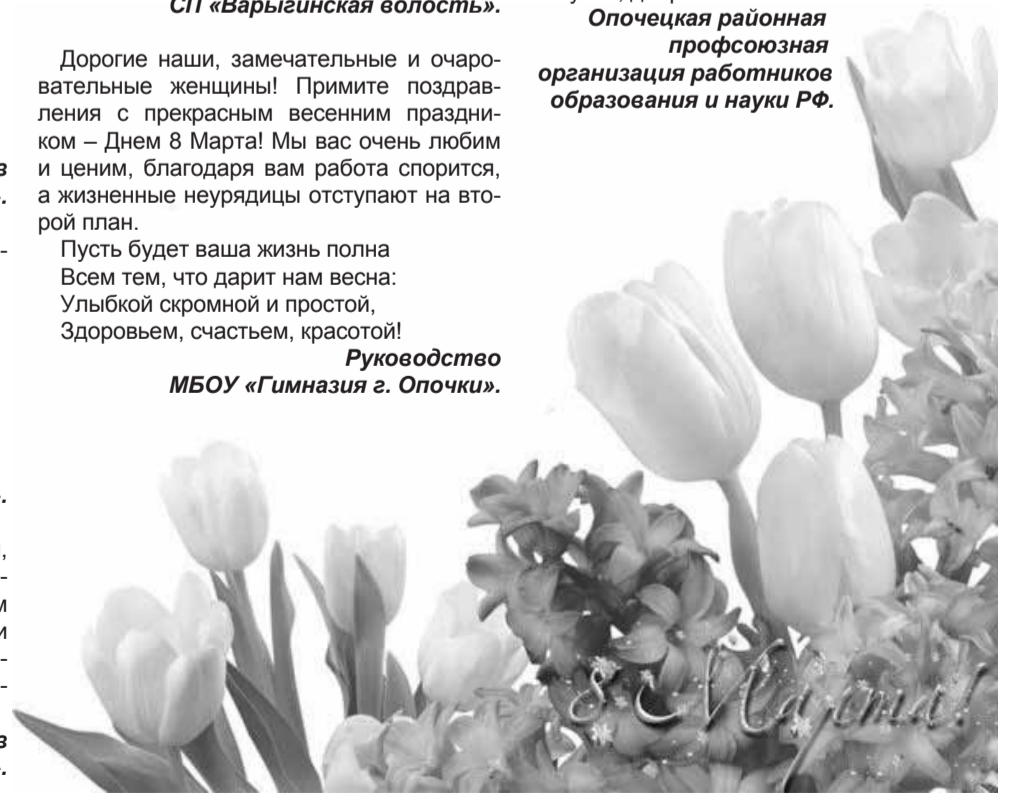 СП «Варыгинская волость».
Дорогие наши, замечательные и очаро-
вательные женщины! Примите поздрав-
ления с прекрасным весенним праздни-
ком – Днем 8 Марта! Мы вас очень любим
и ценим, благодаря вам работа спорится,
а жизненные неурядицы отступают на вто-
рой план.
Пусть будет ваша жизнь полна
Всем тем, что дарит нам весна:
Улыбкой скромной и простой,
Здоровьем, счастьем, красотой!
Руководство
МБОУ «Гимназия г. Опочки».
Опочецкая районная
профсоюзная
организация работников
образования и науки РФ.
8 Марта!